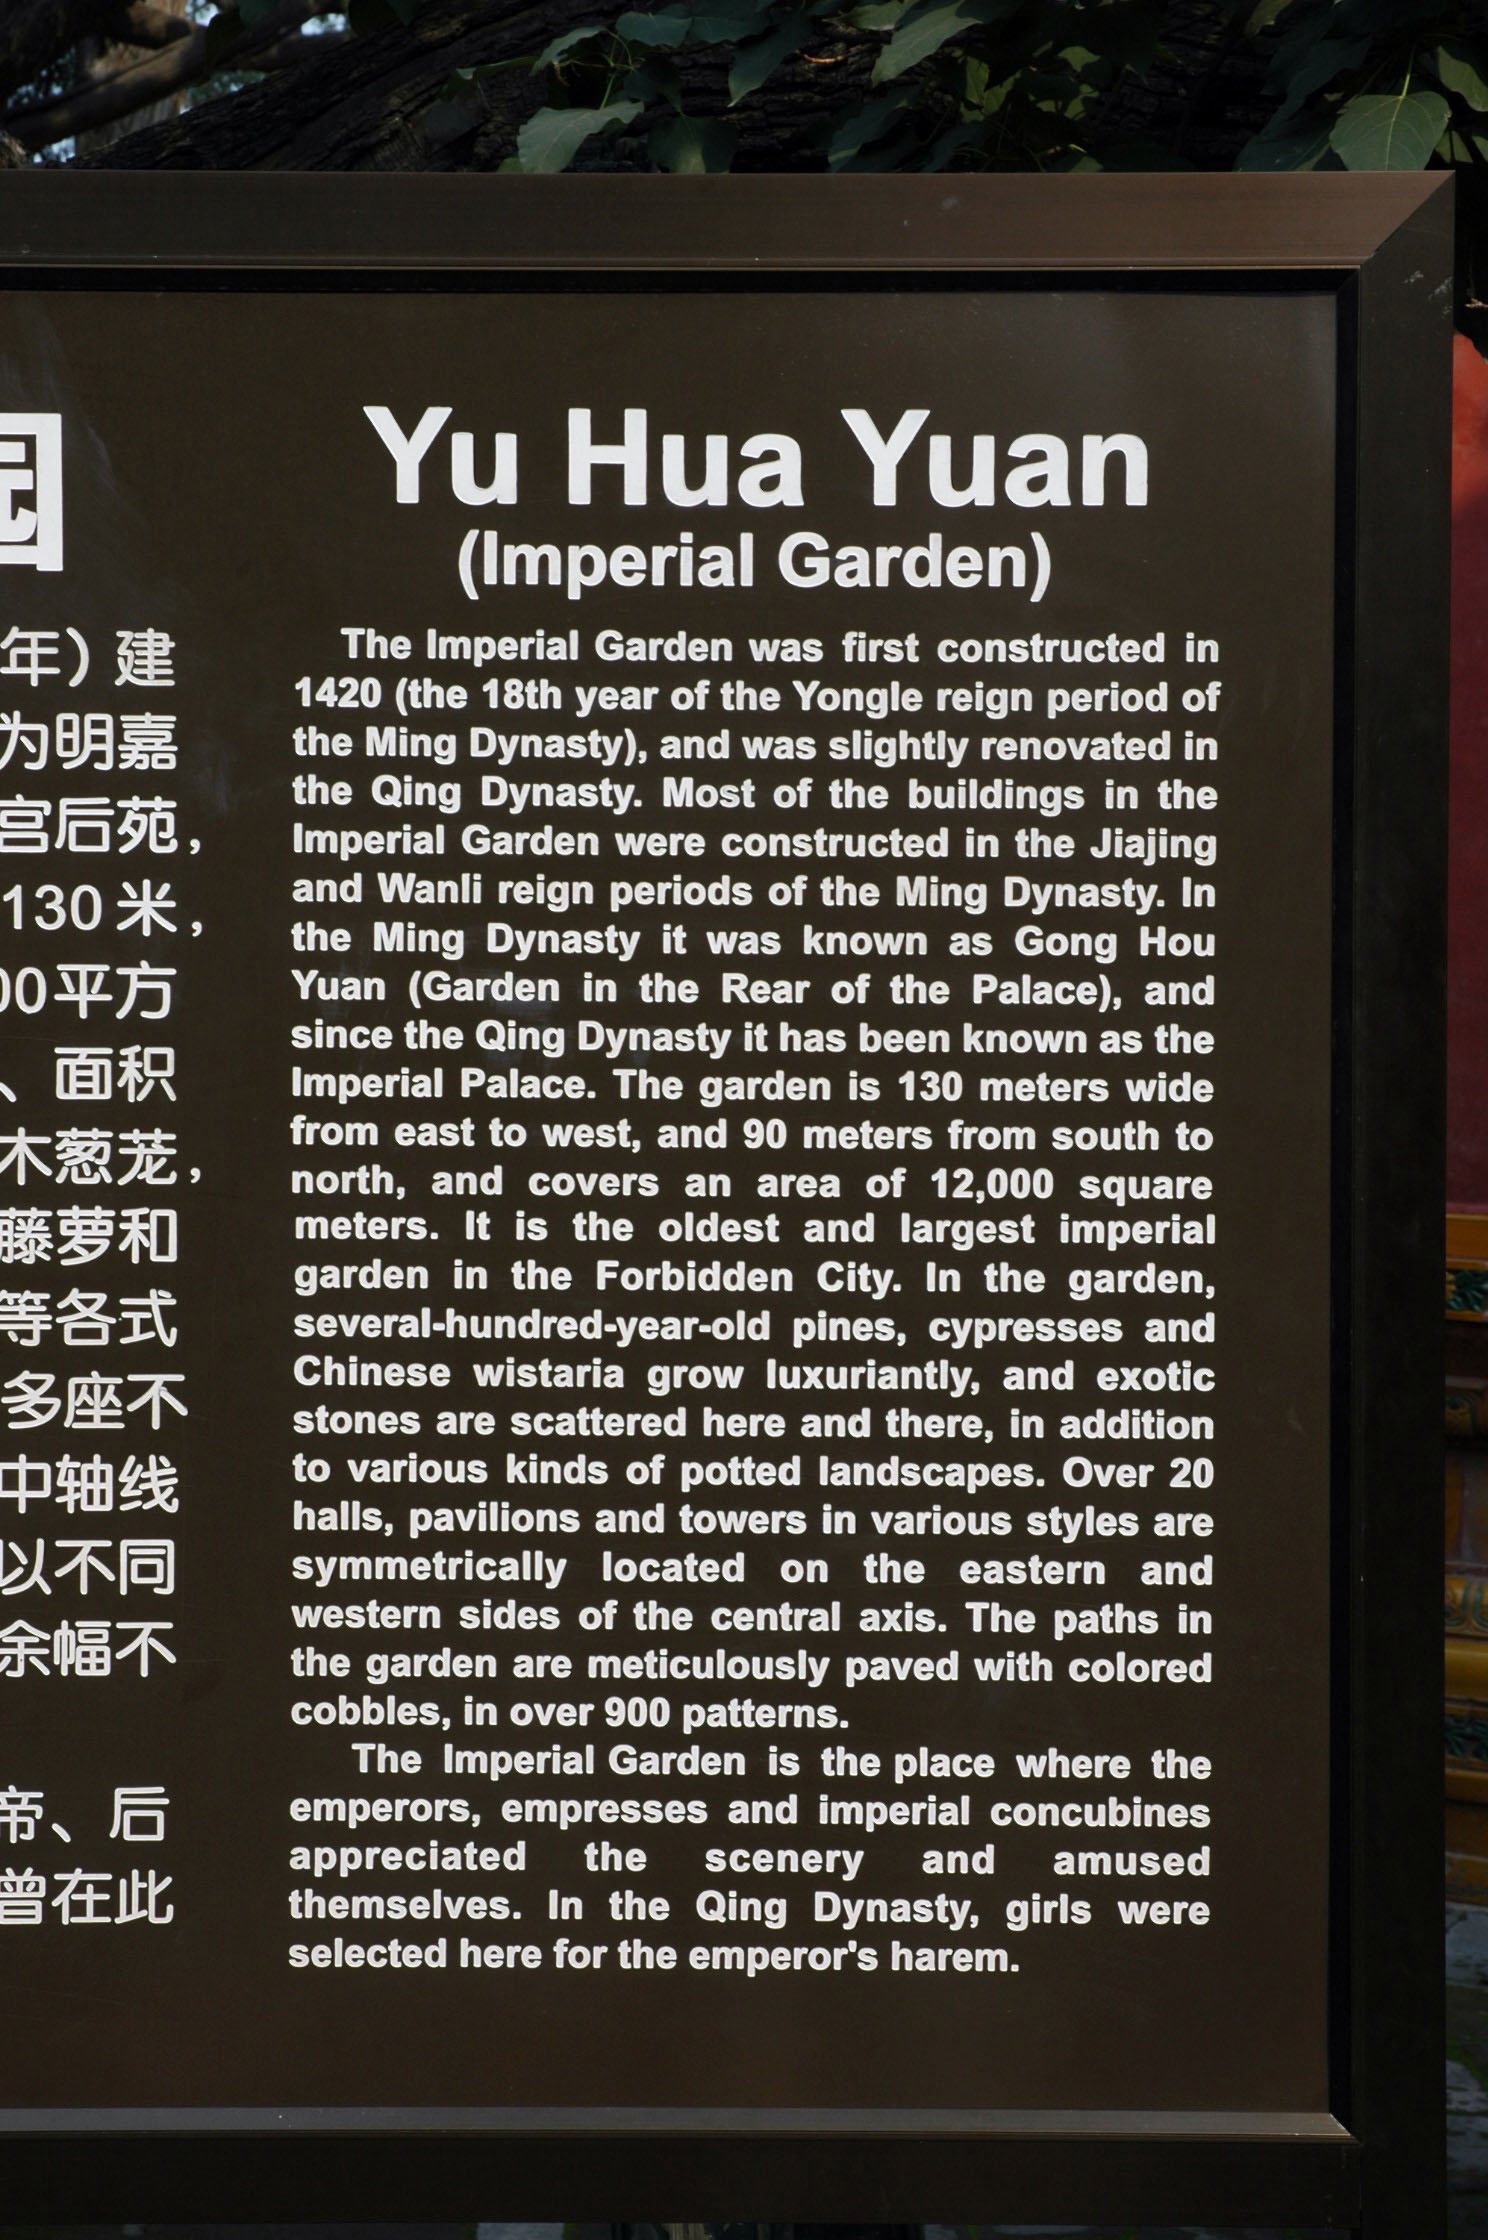 园
年）建
为明嘉
宫后苑，
130米，
00平方
、面积
木葱茏，
藤萝和
等各式
多座不
中轴线
以不同
余幅不
帝、后
曾在此
Yu Hua Yuan
(Imperial Garden)
The Imperial Garden was first constructed in
1420 (the 18th year of the Yongle reign period of
the Ming Dynasty), and was slightly renovated in
the Qing Dynasty. Most of the buildings in the
Imperial Garden were constructed in the Jiajing
and Wanli reign periods of the Ming Dynasty. In
the Ming Dynasty it was known as Gong Hou
Yuan (Garden in the Rear of the Palace), and
since the Qing Dynasty it has been known as the
Imperial Palace. The garden is 130 meters wide
from east to west, and 90 meters from south to
north, and covers an area of 12,000 square
meters. It is the oldest and largest imperial
garden in the Forbidden City. In the garden,
several-hundred-year-old pines, cypresses and
Chinese wistaria grow luxuriantly, and exotic
stones are scattered here and there, in addition
to various kinds of potted landscapes. Over 20
halls, pavilions and towers in various styles are
symmetrically located on the eastern and
western sides of the central axis. The paths in
the garden are meticulously paved with colored
cobbles, in over 900 patterns.
The Imperial Garden is the place where the
emperors, empresses and imperial concubines
appreciated the scenery and amused
themselves. In the Qing Dynasty, girls were
selected here for the emperor's harem.